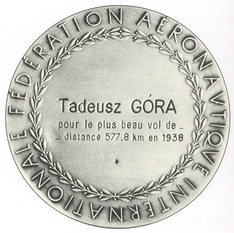 FÉDÉRATION AÉRONAUTIQUE INTERNATIONALE
Tadeusz GÓRA
pour le plus beau vol de _
_ distance 577,8 km en 1938
*